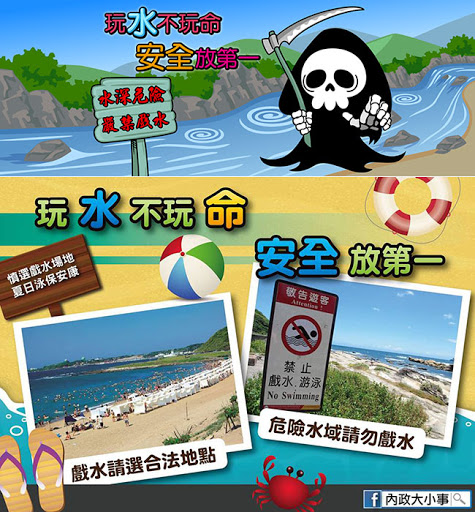 玩水不玩命
安全放第一
水深危險
嚴禁戲水
玩水不玩命
安全放第一
慎選戲水場地
夏日泳保安康
敬告遊客
Attention!
禁止
戲水.游泳
No Swimming
戲水請選合法地點
危險水域請勿戲水
f 內政大小事